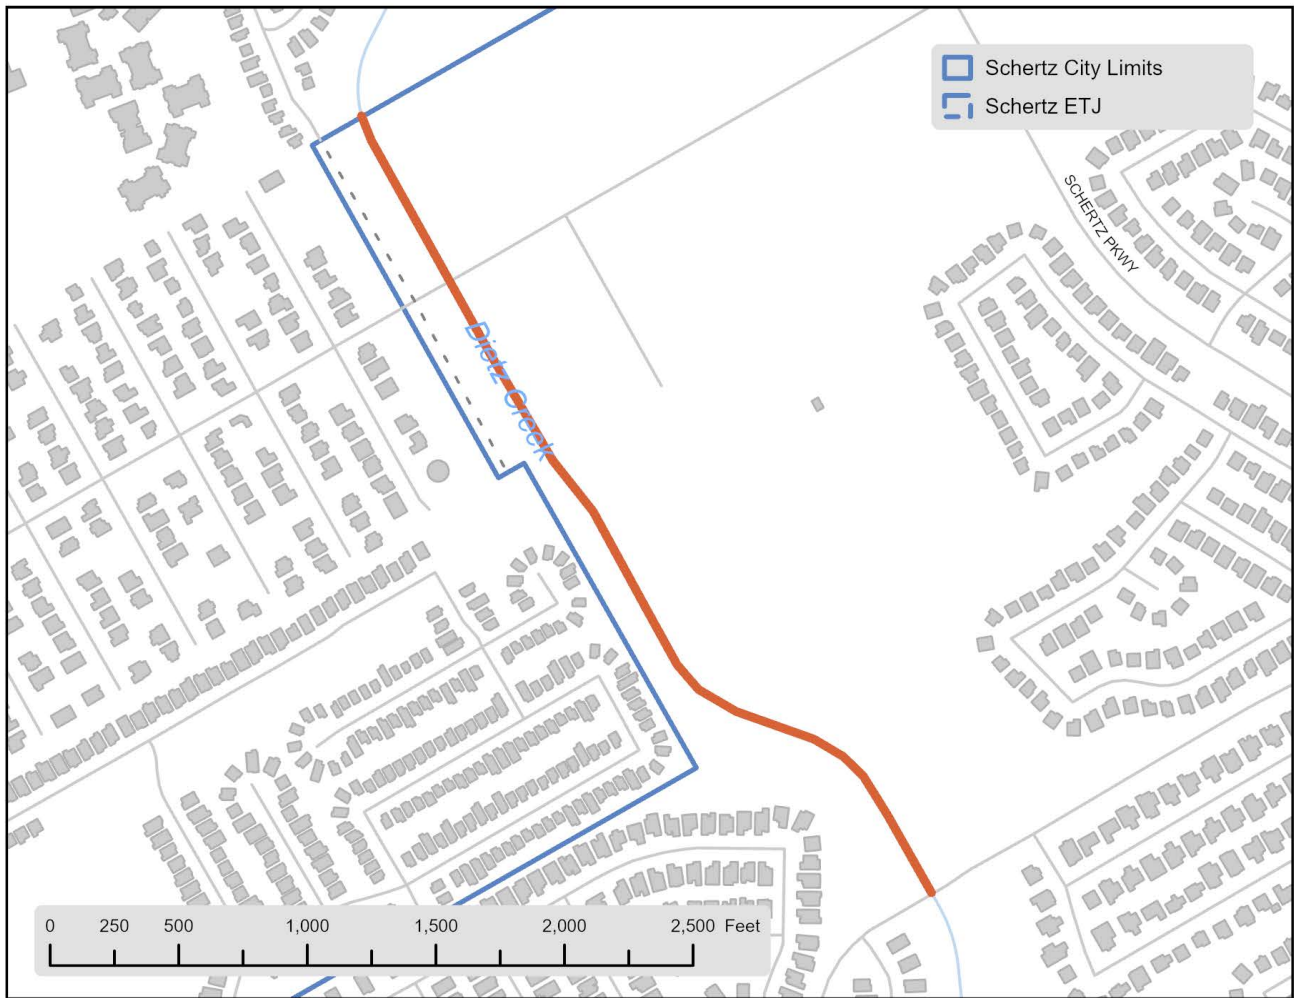 Schertz City Limits
Schertz ETJ
SCHERTZ PKWY
Dietz Creek
0 250 500 1,000 1,500 2,000 2,500 Feet